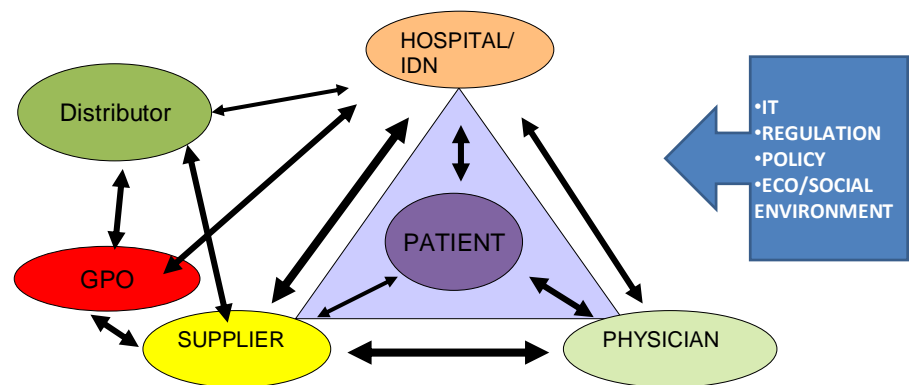 HOSPITAL/
IDN
Distributor
•IT
•REGULATION
•POLICY
•ECO/SOCIAL
ENVIRONMENT
PATIENT
GPO
SUPPLIER
PHYSICIAN